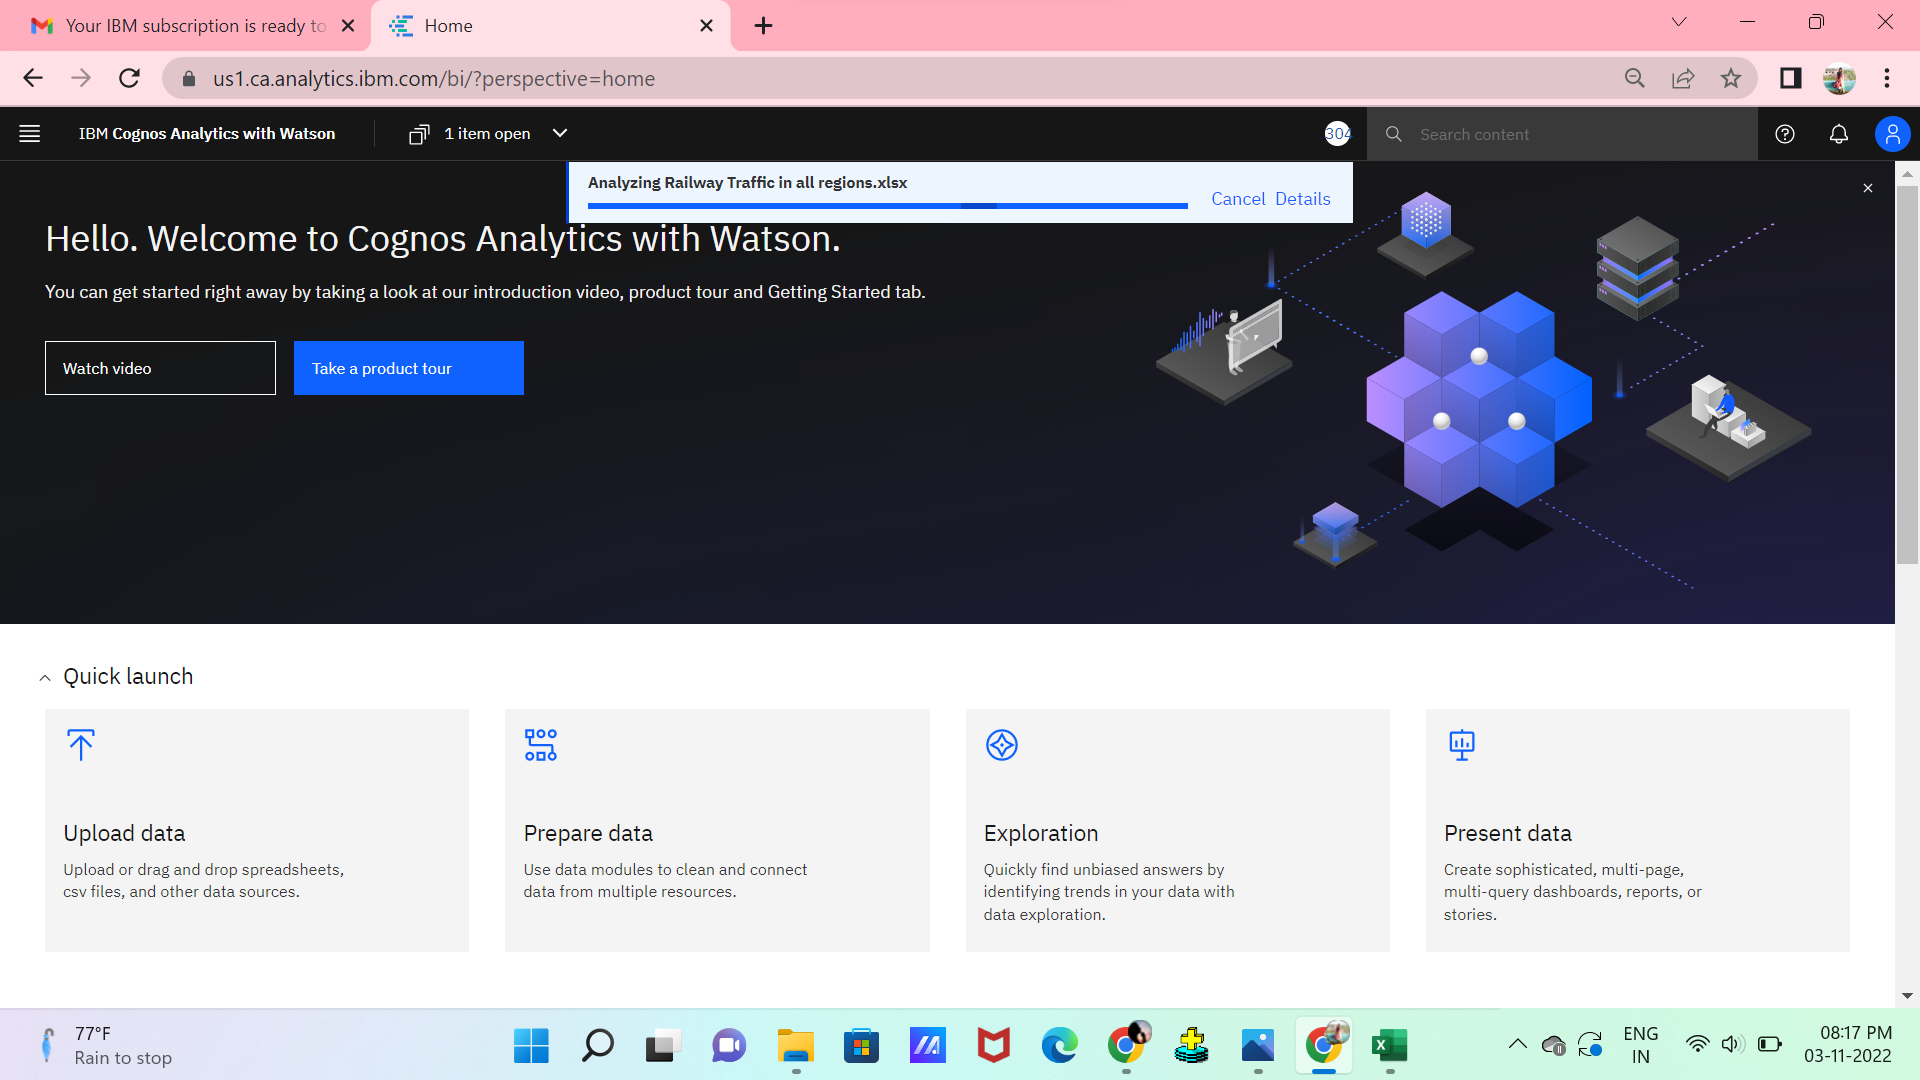 Your IBM subscription is ready to
Home
us1.ca.analytics.ibm.com/bi/?perspective=home
IBM Cognos Analytics with Watson
1 item open
304
Search content
Analyzing Railway Traffic in all regions.xlsx
Cancel Details
Hello. Welcome to Cognos Analytics with Watson.
You can get started right away by taking a look at our introduction video, product tour and Getting Started tab.
Watch video
Take a product tour
Quick launch
Upload data
Upload or drag and drop spreadsheets,
csv files, and other data sources.
Prepare data
Use data modules to clean and connect
data from multiple resources.
Exploration
Quickly find unbiased answers by
identifying trends in your data with
data exploration.
Present data
Create sophisticated, multi-page,
multi-query dashboards, reports, or
stories.
77°F
Rain to stop
ENG
IN
08:17 PM
03-11-2022